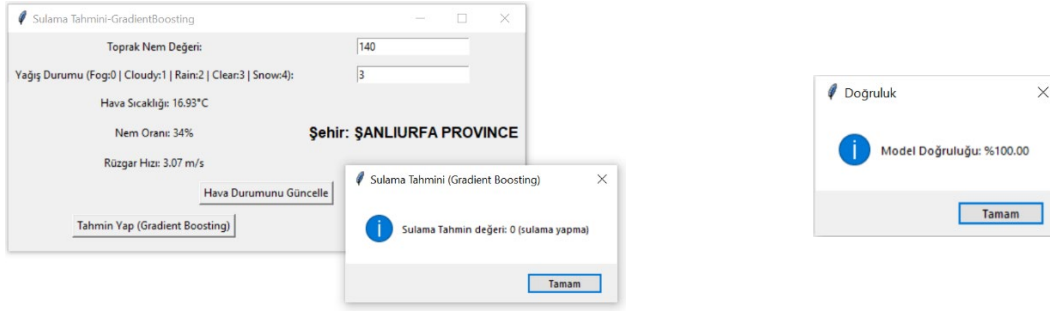 Sulama Tahmini-GradientBoosting
Toprak Nem Değeri: 140
Yağış Durumu (Fog:0 | Cloudy:1 | Rain:2 | Clear:3 | Snow:4): 3
Hava Sıcaklığı: 16.93°C
Nem Oranı: 34%
Şehir: ŞANLIURFA PROVINCE
Rüzgar Hızı: 3.07 m/s
Hava Durumunu Güncelle
Tahmin Yap (Gradient Boosting)
Sulama Tahmini (Gradient Boosting)
Sulama Tahmin değeri: 0 (sulama yapma)
Tamam
Doğruluk
Model Doğruluğu: %100.00
Tamam